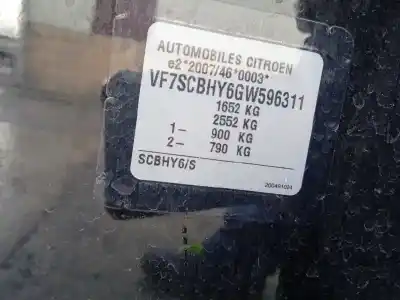 AUTOMOBILES CITROEN
e2*2007/46*0003*
VF7SCBHY6GW596311
1652 KG
2552 KG
1- 900 KG
2- 790 KG
SCBHY6/S